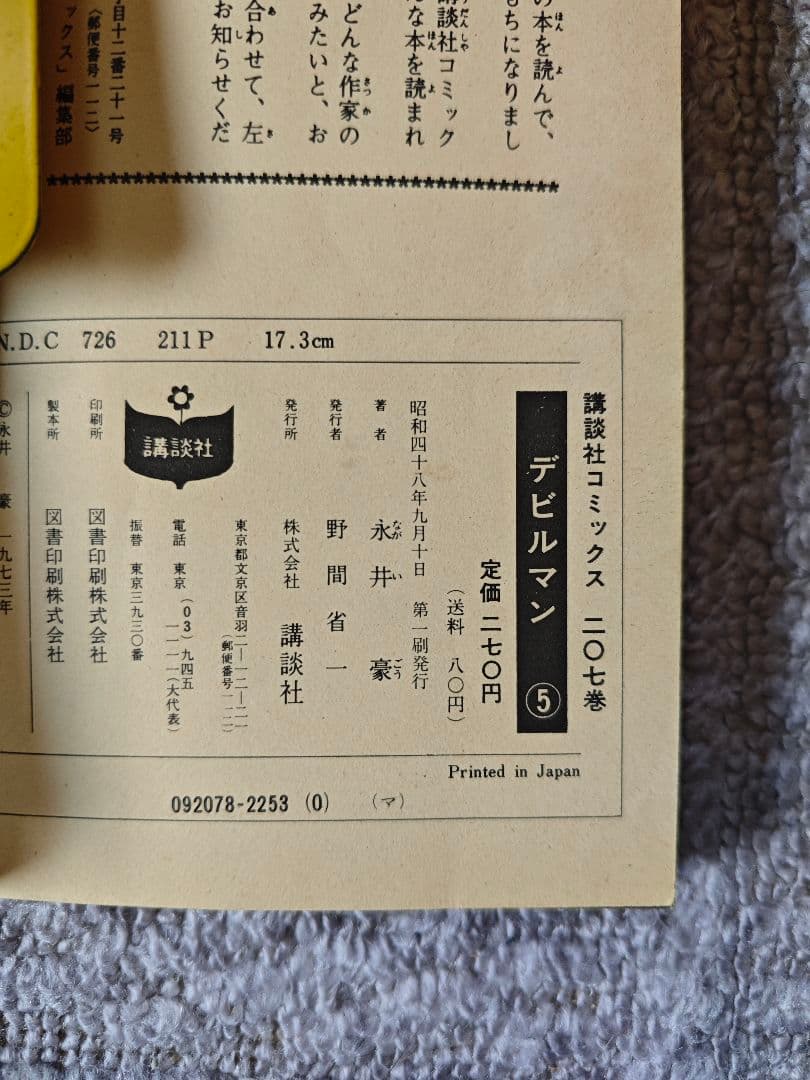 の本を読んで、
もちになりまし
講談社コミック
な本を読まれ
どんな作家の
みたいと、お
合わせて、左
お知らせくだ
目十二番二十一号
(郵便番号一一二)
ックス」編集部
N.D.C 726 211P 17.3cm
講談社コミックス 二〇七巻
デビルマン ⑤
定価 二七〇円
(送料 八〇円)
昭和四十八年九月十日 第一刷発行
著者 永井豪
ながいごう
発行者 野間省一
発行所 株式会社 講談社
東京都文京区音羽二—一二—二一
(郵便番号一一二)
電話 東京(03)九四五
一一一一(大代表)
振替 東京三九三〇番
講談社
印刷所 図書印刷株式会社
製本所 図書印刷株式会社
©永井 豪 一九七三年
Printed in Japan
092078-2253 (0) (マ)